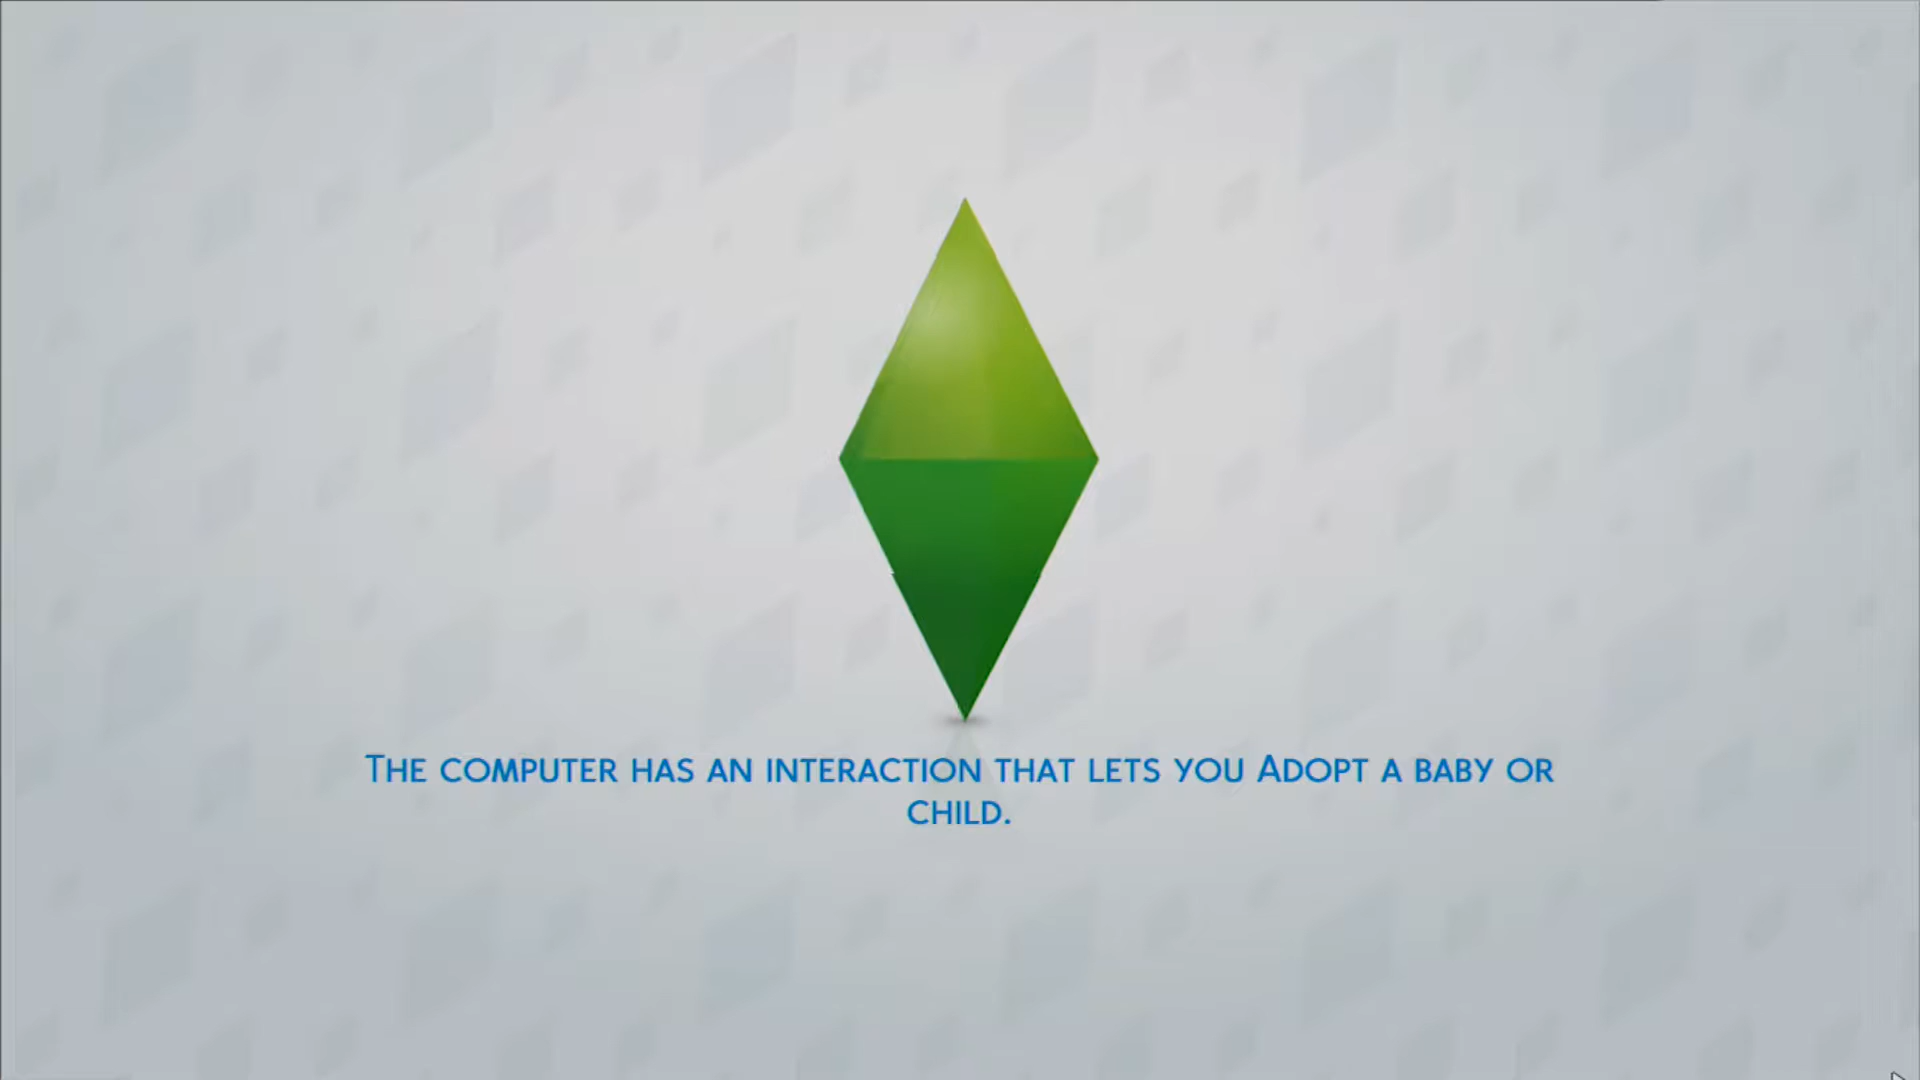 The computer has an interaction that lets you Adopt a baby or
child.